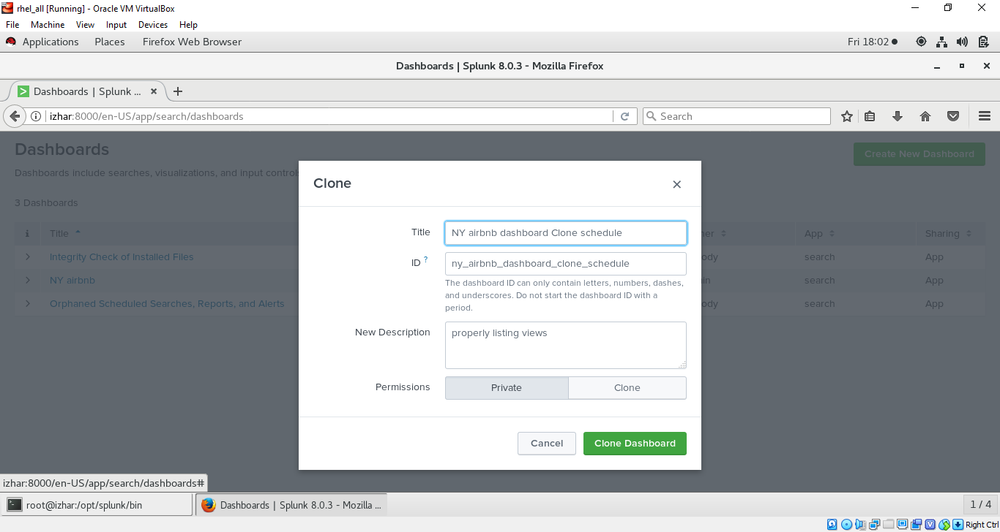 rhel_all [Running] - Oracle VM VirtualBox
File Machine View Input Devices Help
Applications Places Firefox Web Browser Fri 18:02
Dashboards | Splunk 8.0.3 - Mozilla Firefox
Dashboards | Splunk ...
izhar:8000/en-US/app/search/dashboards Search
Dashboards
Create New Dashboard
Dashboards include searches, visualizations, and input
3 Dashboards
i Title App Sharing
Integrity Check of Installed Files search App
NY airbnb search App
Orphaned Scheduled Searches, Reports, and Alerts search App
Clone
Title NY airbnb dashboard Clone schedule
ID ? ny_airbnb_dashboard_clone_schedule
The dashboard ID can only contain letters, numbers, dashes,
and underscores. Do not start the dashboard ID with a
period.
New Description properly listing views
Permissions Private Clone
Cancel Clone Dashboard
izhar:8000/en-US/app/search/dashboards#
root@izhar:/opt/splunk/bin Dashboards | Splunk 8.0.3 - Mozilla ... 1 / 4
Right Ctrl